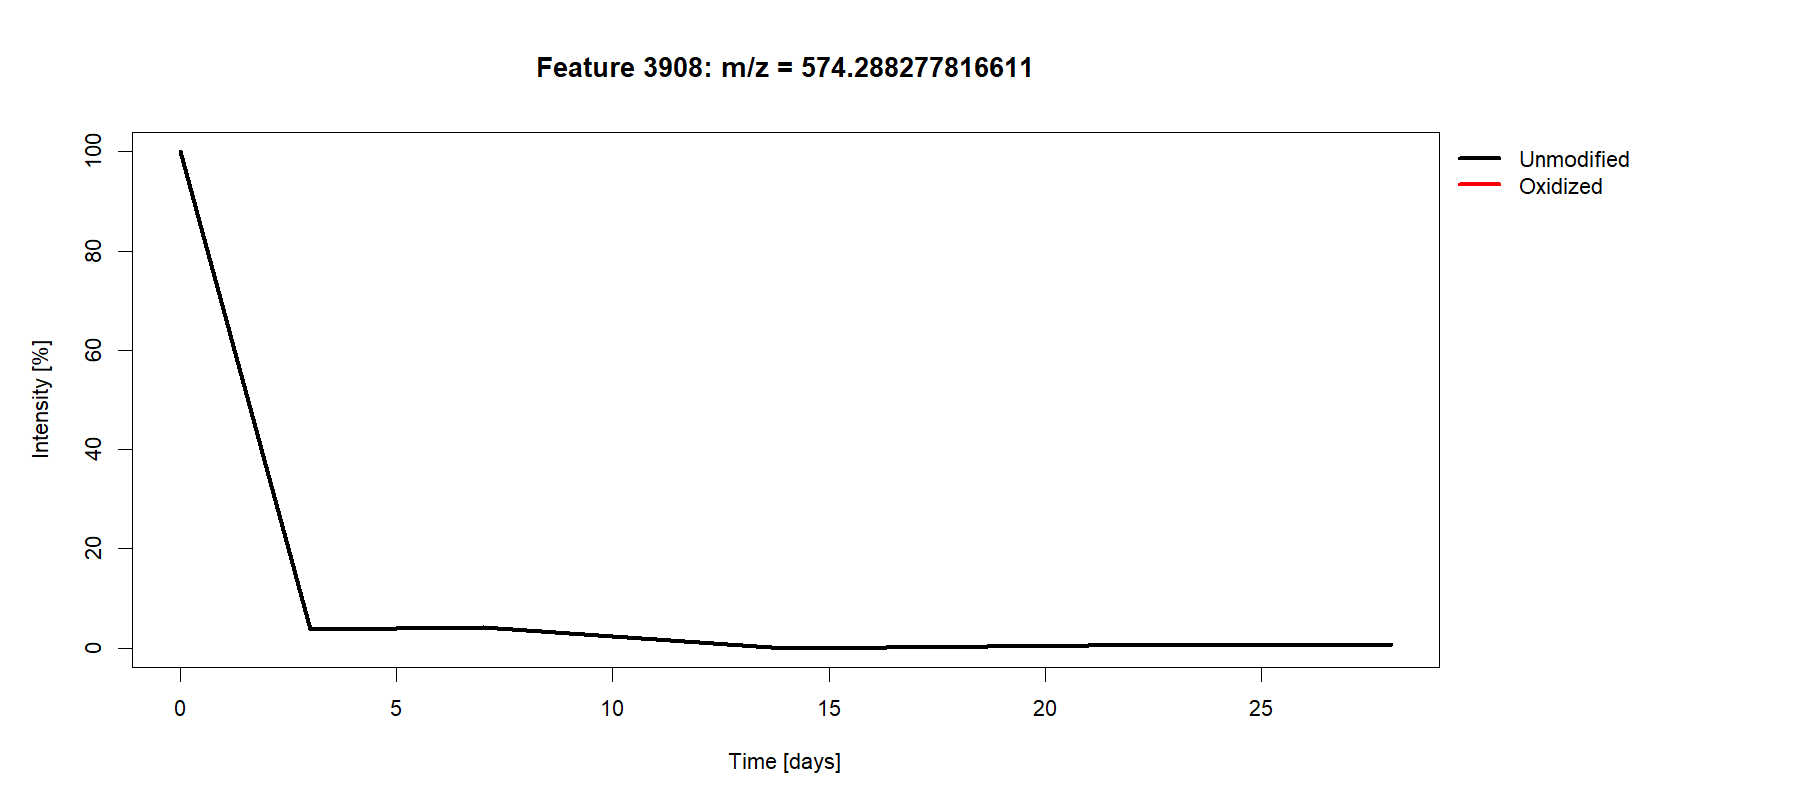 Feature 3908: m/z = 574.288277816611
100
80
60
40
20
0
Intensity [%]
0 5 10 15 20 25
Time [days]
Unmodified
Oxidized